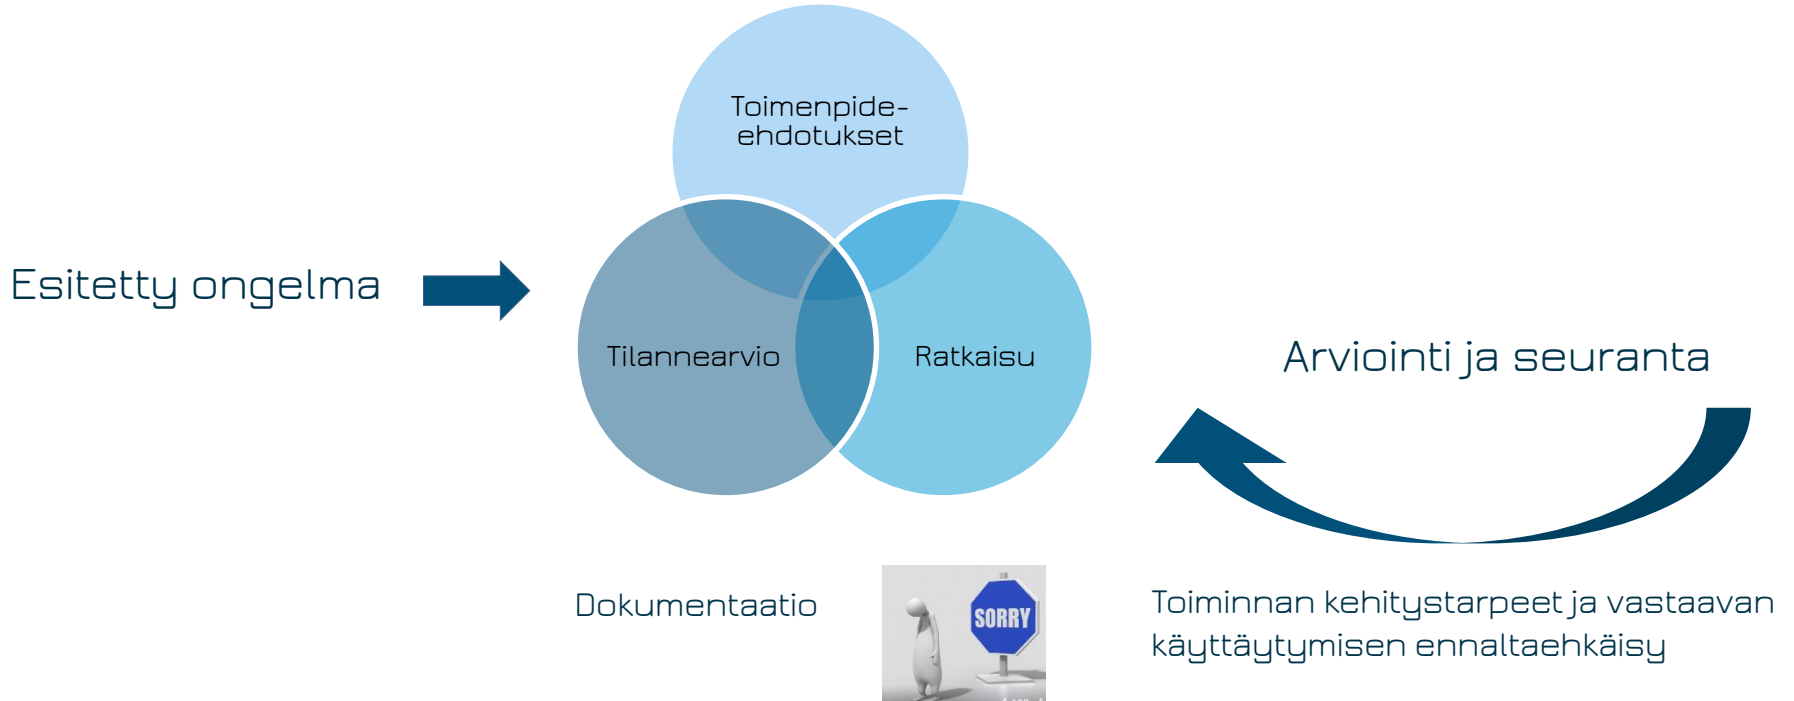 Toimenpide-
ehdotukset
Esitetty ongelma
Tilannearvio
Ratkaisu
Arviointi ja seuranta
Dokumentaatio
SORRY
Toiminnan kehitystarpeet ja vastaavan
käyttäytymisen ennaltaehkäisy